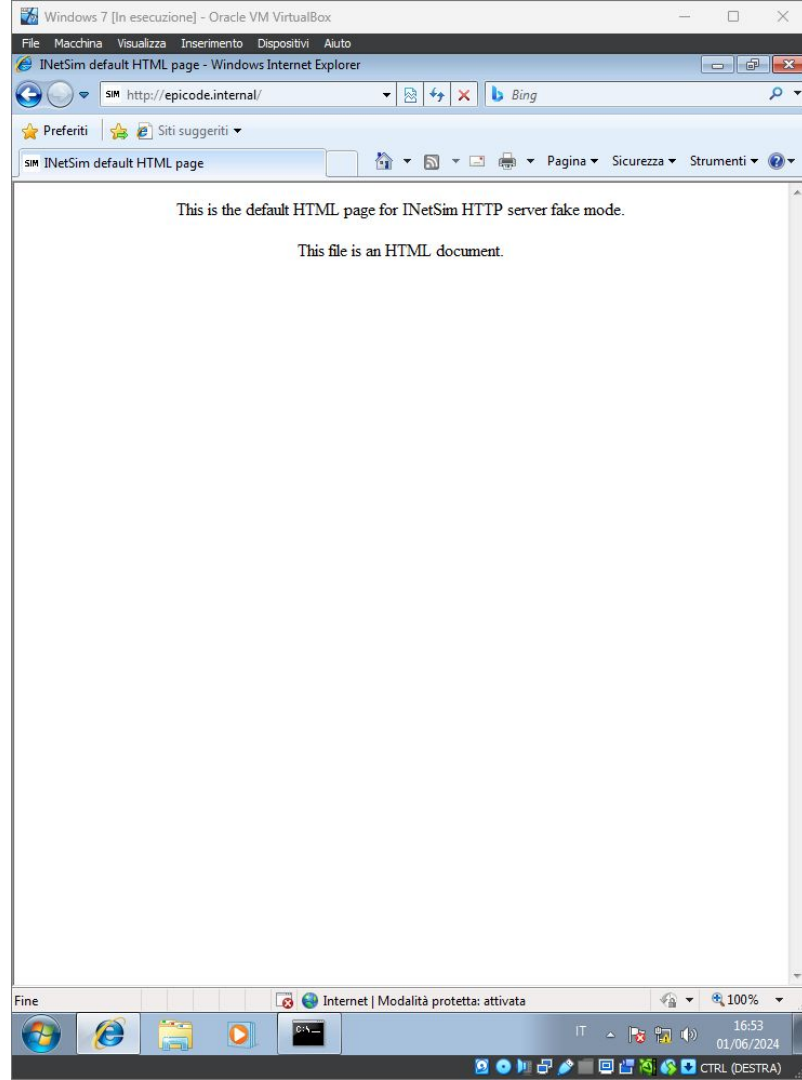 Windows 7 [In esecuzione] - Oracle VM VirtualBox
File Macchina Visualizza Inserimento Dispositivi Aiuto
INetSim default HTML page - Windows Internet Explorer
SIM http://epicode.internal/ Bing
Preferiti Siti suggeriti
SIM INetSim default HTML page Pagina Sicurezza Strumenti
This is the default HTML page for INetSim HTTP server fake mode.
This file is an HTML document.
Fine Internet | Modalità protetta: attivata 100%
C:\_
IT 16:53
01/06/2024
CTRL (DESTRA)